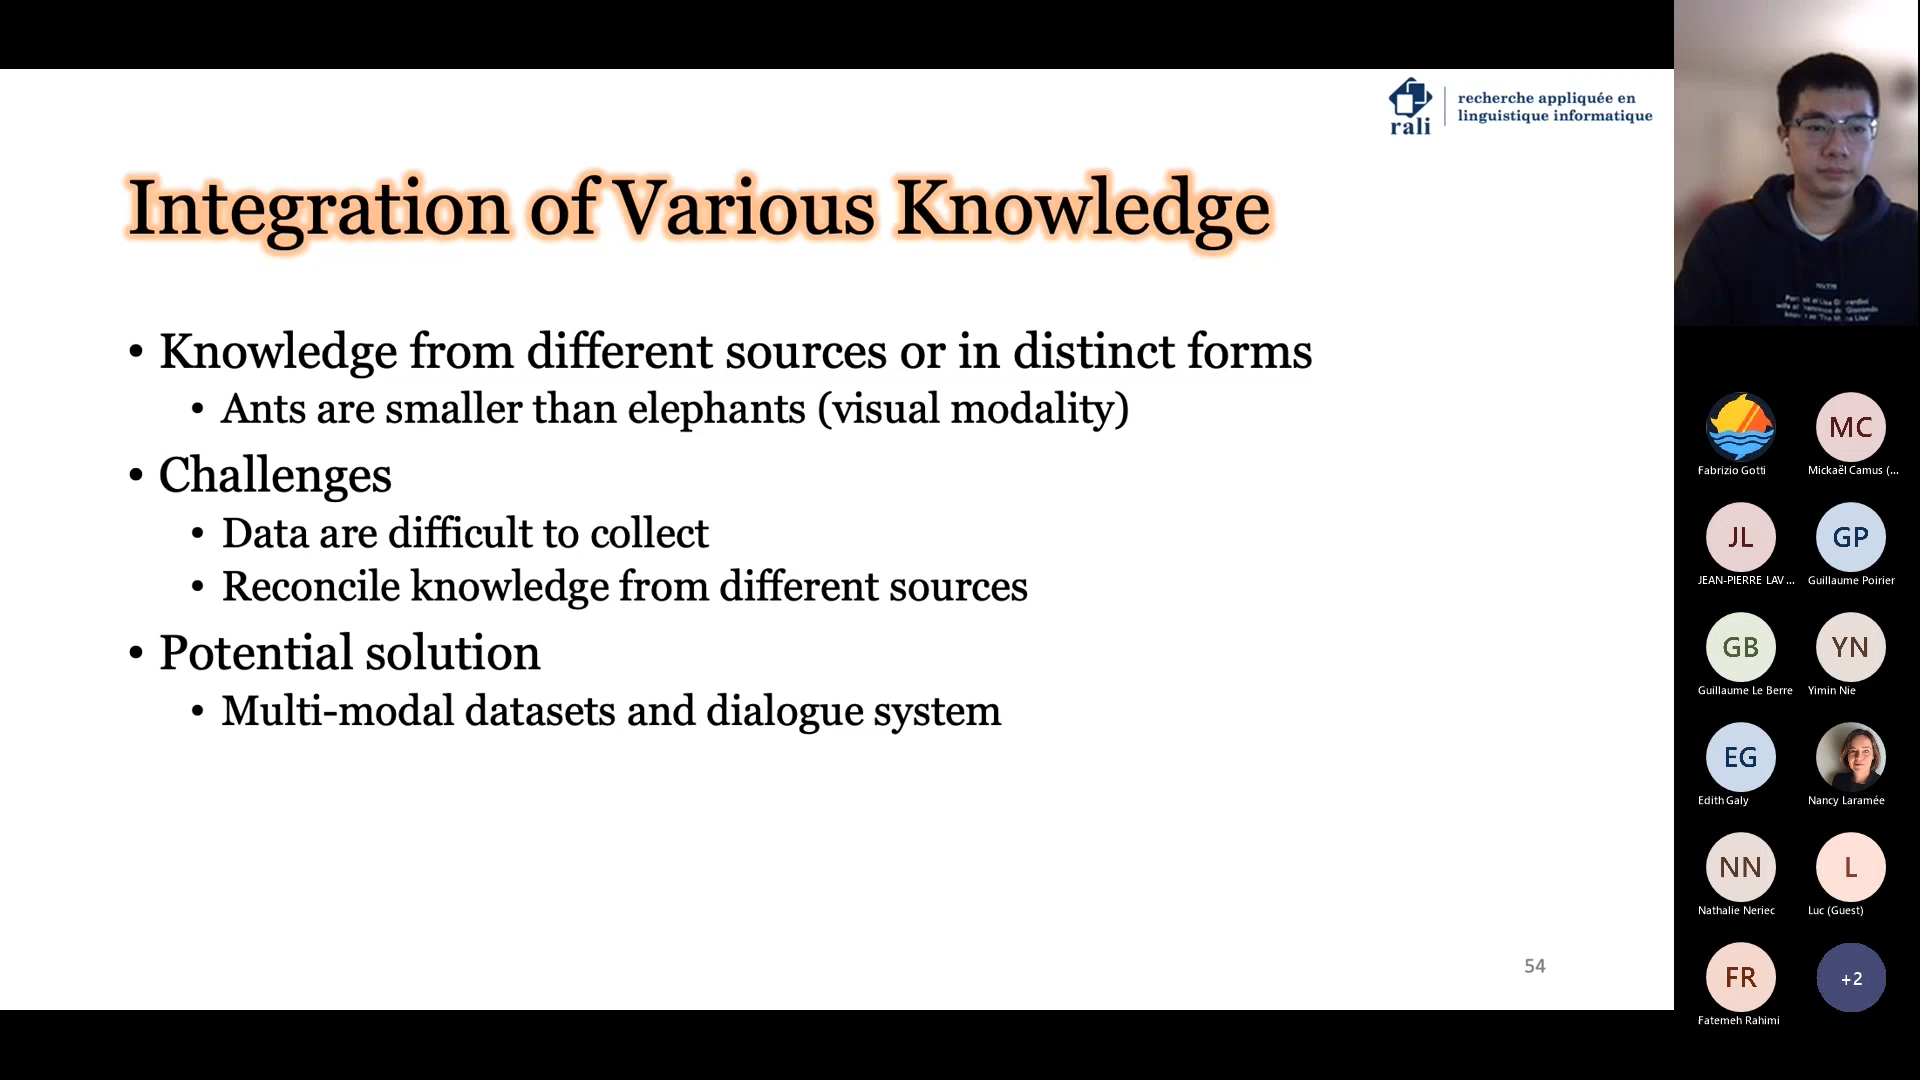 rali
recherche appliquée en
linguistique informatique
Integration of Various Knowledge
• Knowledge from different sources or in distinct forms
• Ants are smaller than elephants (visual modality)
• Challenges
• Data are difficult to collect
• Reconcile knowledge from different sources
• Potential solution
• Multi-modal datasets and dialogue system
54
Fabrizio Gotti
MC
Mickaël Camus (...
JL
JEAN-PIERRE LAV...
GP
Guillaume Poirier
GB
Guillaume Le Berre
YN
Yimin Nie
EG
Edith Galy
Nancy Laramée
NN
Nathalie Neriec
L
Luc (Guest)
FR
Fatemeh Rahimi
+2